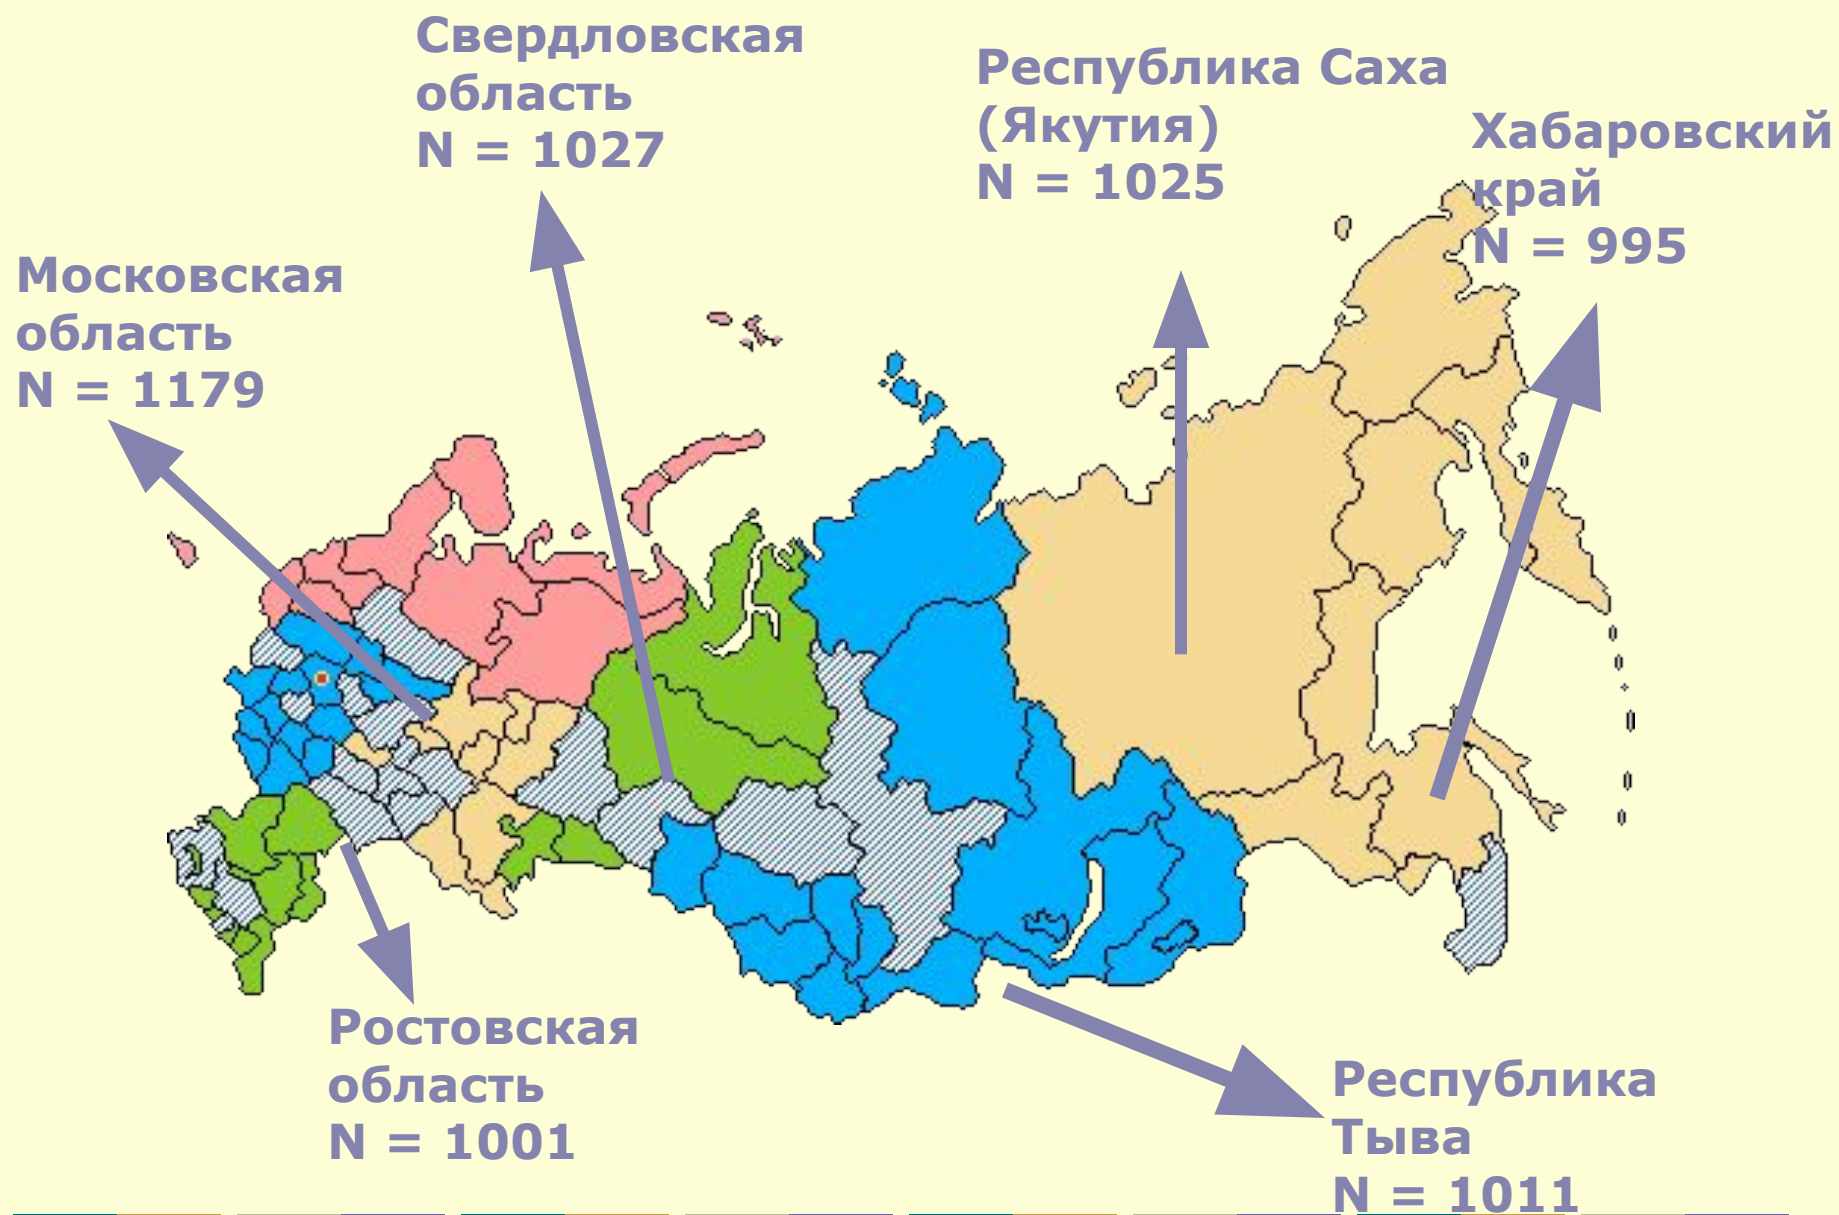 Свердловская
область
N = 1027
Республика Саха
(Якутия)
N = 1025
Хабаровский
край
N = 995
Московская
область
N = 1179
Ростовская
область
N = 1001
Республика
Тыва
N = 1011